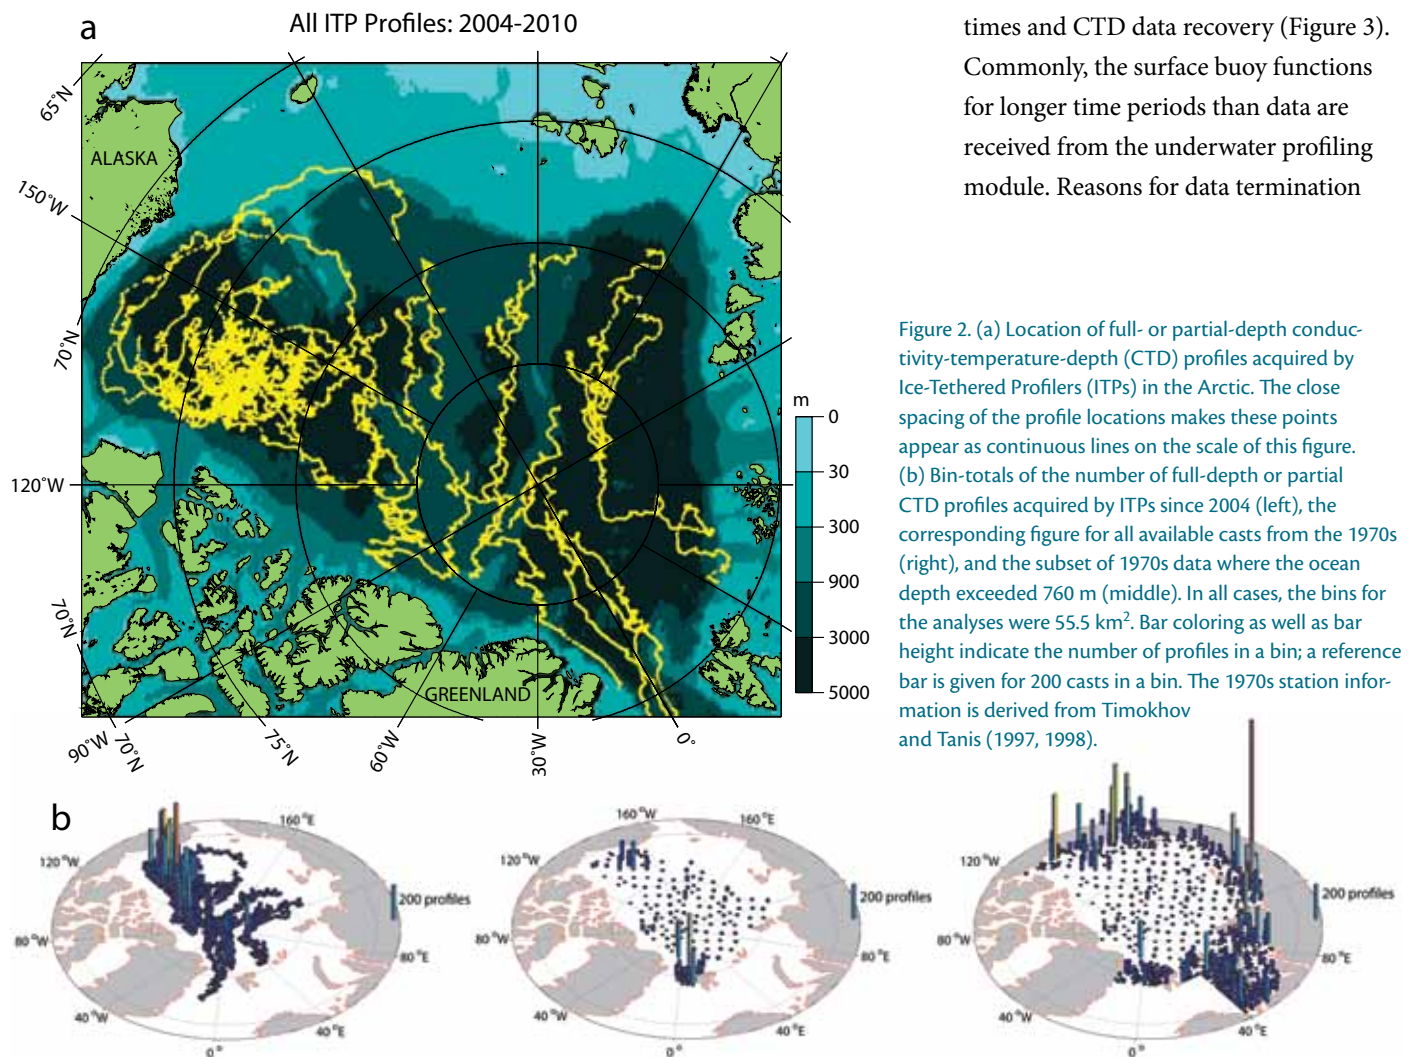 a
All ITP Profiles: 2004-2010
65˚N
ALASKA
150˚W
70˚N
120˚W
70˚N
90˚W
70˚N
75˚N
60˚W
30˚W
0˚
GREENLAND
m
0
30
300
900
3000
5000
times and CTD data recovery (Figure 3).
Commonly, the surface buoy functions
for longer time periods than data are
received from the underwater profiling
module. Reasons for data termination
Figure 2. (a) Location of full- or partial-depth conduc-
tivity-temperature-depth (CTD) profiles acquired by
Ice-Tethered Profilers (ITPs) in the Arctic. The close
spacing of the profile locations makes these points
appear as continuous lines on the scale of this figure.
(b) Bin-totals of the number of full-depth or partial
CTD profiles acquired by ITPs since 2004 (left), the
corresponding figure for all available casts from the 1970s
(right), and the subset of 1970s data where the ocean
depth exceeded 760 m (middle). In all cases, the bins for
the analyses were 55.5 km². Bar coloring as well as bar
height indicate the number of profiles in a bin; a reference
bar is given for 200 casts in a bin. The 1970s station infor-
mation is derived from Timokhov
and Tanis (1997, 1998).
b
160 °E
120 °W
200 profiles
80 °W
80 °E
40 °W
40 °E
0°
160 °W
160 °E
120 °W
200 profiles
80 °W
80 °E
40 °W
40 °E
0°
120 °W
200 profiles
80 °W
80 °E
40 °W
40 °E
0°